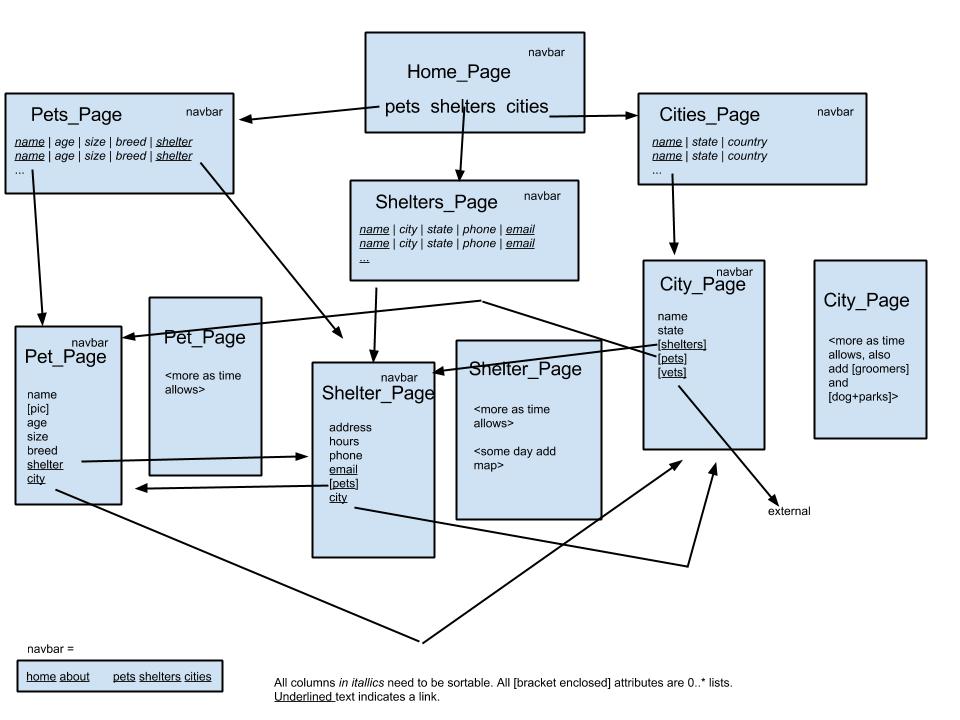 navbar
Home_Page
pets shelters cities
Pets_Page
navbar
name | age | size | breed | shelter
name | age | size | breed | shelter
...
Cities_Page
navbar
name | state | country
name | state | country
...
Shelters_Page
navbar
name | city | state | phone | email
name | city | state | phone | email
...
navbar
Pet_Page
name
[pic]
age
size
breed
shelter
city
Pet_Page
<more as time
allows>
navbar
Shelter_Page
address
hours
phone
email
[pets]
city
Shelter_Page
<more as time
allows>
<some day add
map>
navbar
City_Page
name
state
[shelters]
[pets]
[vets]
external
City_Page
<more as time
allows, also
add [groomers]
and
[dog+parks]>
navbar =
home about pets shelters cities
All columns in itallics need to be sortable. All [bracket enclosed] attributes are 0..* lists.
Underlined text indicates a link.